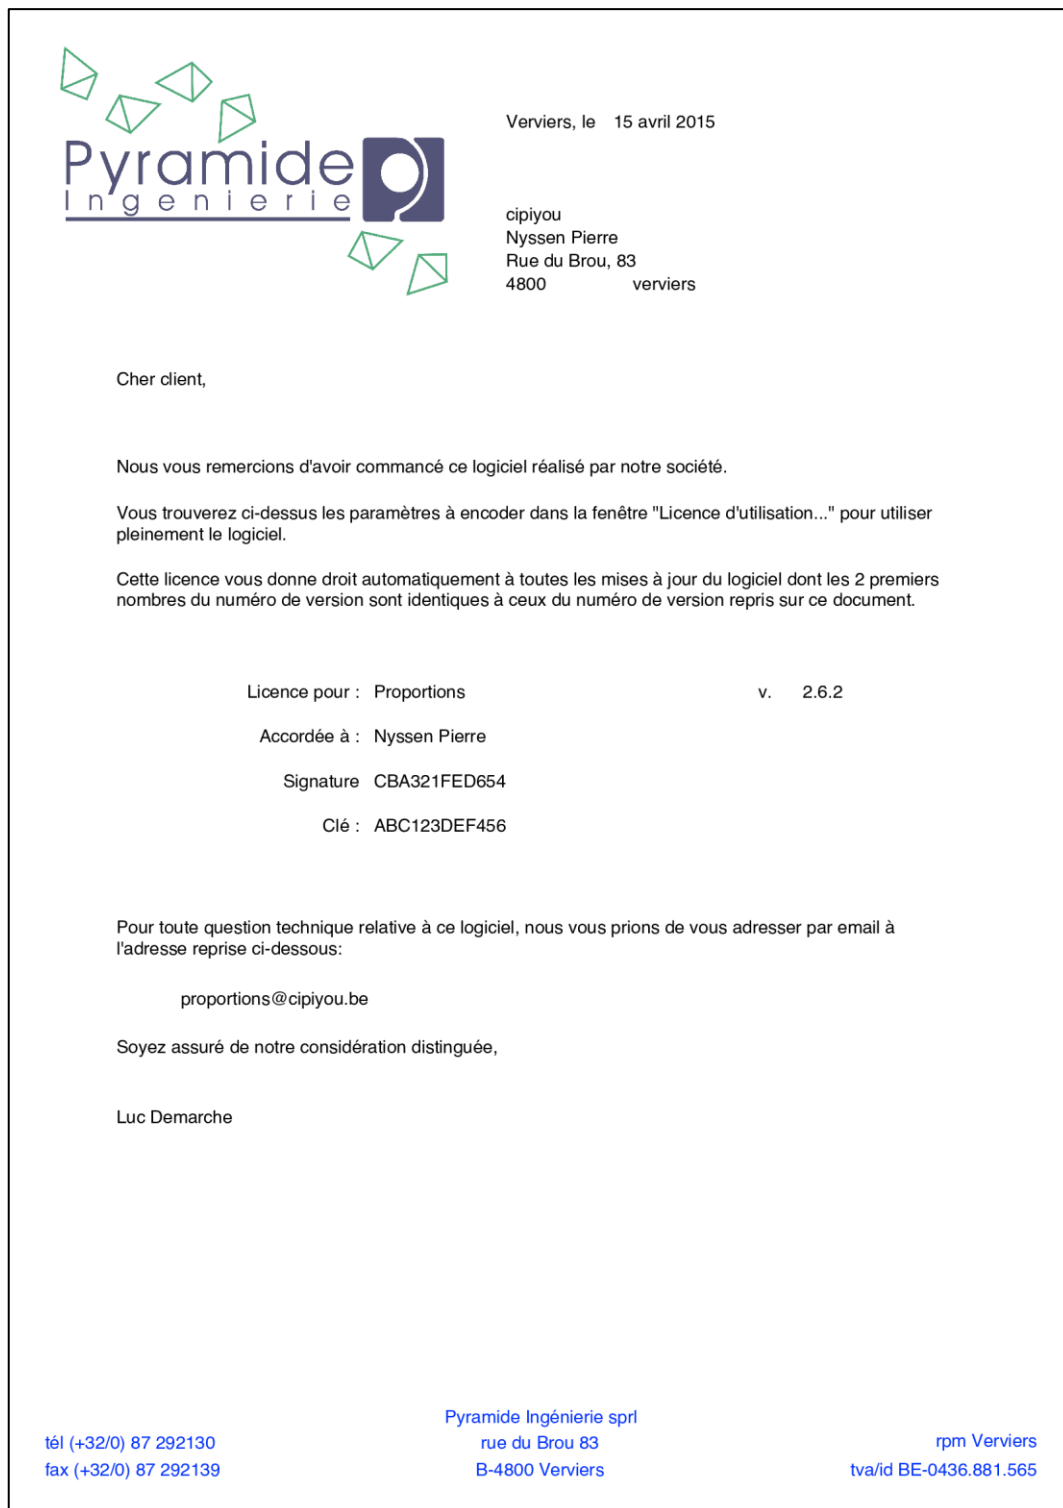 Pyramide
Ingenierie
Verviers, le 15 avril 2015
cipiyou
Nyssen Pierre
Rue du Brou, 83
4800 verviers
Cher client,
Nous vous remercions d'avoir commancé ce logiciel réalisé par notre société.
Vous trouverez ci-dessus les paramètres à encoder dans la fenêtre "Licence d'utilisation..." pour utiliser
pleinement le logiciel.
Cette licence vous donne droit automatiquement à toutes les mises à jour du logiciel dont les 2 premiers
nombres du numéro de version sont identiques à ceux du numéro de version repris sur ce document.
Licence pour : Proportions v. 2.6.2
Accordée à : Nyssen Pierre
Signature CBA321FED654
Clé : ABC123DEF456
Pour toute question technique relative à ce logiciel, nous vous prions de vous adresser par email à
l'adresse reprise ci-dessous:
proportions@cipiyou.be
Soyez assuré de notre considération distinguée,
Luc Demarche
Pyramide Ingénierie sprl
tél (+32/0) 87 292130 rue du Brou 83 rpm Verviers
fax (+32/0) 87 292139 B-4800 Verviers tva/id BE-0436.881.565